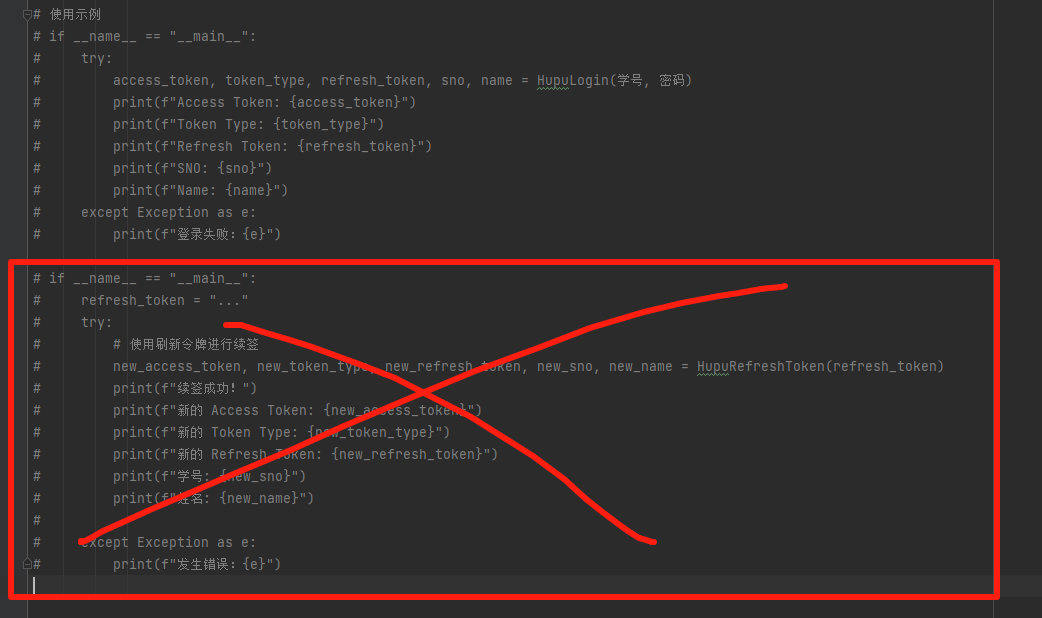 # 使用示例
# if __name__ == "__main__":
#     try:
#         access_token, token_type, refresh_token, sno, name = HupuLogin(学号, 密码)
#         print(f"Access Token: {access_token}")
#         print(f"Token Type: {token_type}")
#         print(f"Refresh Token: {refresh_token}")
#         print(f"SNO: {sno}")
#         print(f"Name: {name}")
#     except Exception as e:
#         print(f"登录失败: {e}")
# if __name__ == "__main__":
#     refresh_token = "..."
#     try:
#         # 使用刷新令牌进行续签
#         new_access_token, new_token_type, new_refresh_token, new_sno, new_name = HupuRefreshToken(refresh_token)
#         print(f"续签成功! ")
#         print(f"新的 Access Token: {new_access_token}")
#         print(f"新的 Token Type: {new_token_type}")
#         print(f"新的 Refresh Token: {new_refresh_token}")
#         print(f"学号: {new_sno}")
#         print(f"姓名: {new_name}")
#
#     except Exception as e:
#         print(f"发生错误: {e}")